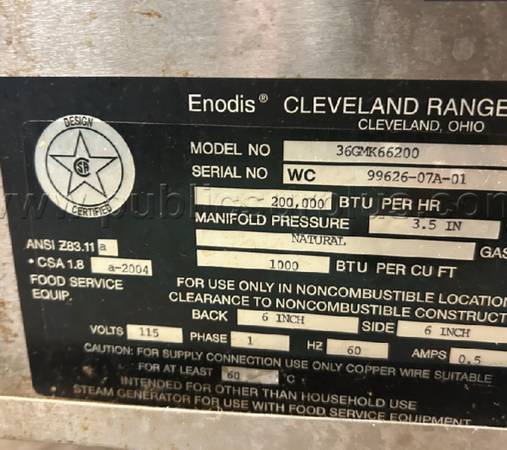 Enodis® CLEVELAND RANGE
CLEVELAND, OHIO
DESIGN
SA
CERTIFIED
MODEL NO 36GMK66200
SERIAL NO WC 99626-07A-01
200,000 BTU PER HR
MANIFOLD PRESSURE 3.5 IN
NATURAL GAS
1000 BTU PER CU FT
ANSI Z83.11 a
• CSA 1.8 a-2004
FOOD SERVICE
EQUIP.
FOR USE ONLY IN NONCOMBUSTIBLE LOCATION
CLEARANCE TO NONCOMBUSTIBLE CONSTRUCT
BACK 6 INCH SIDE 6 INCH
VOLTS 115 PHASE 1 HZ 60 AMPS 0.5
CAUTION: FOR SUPPLY CONNECTION USE ONLY COPPER WIRE SUITABLE
FOR AT LEAST 60 °C
INTENDED FOR OTHER THAN HOUSEHOLD USE
STEAM GENERATOR FOR USE WITH FOOD SERVICE EQUIPMENT